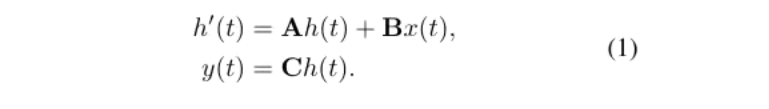 h′(t) = Ah(t) + Bx(t),
(1)
y(t) = Ch(t).